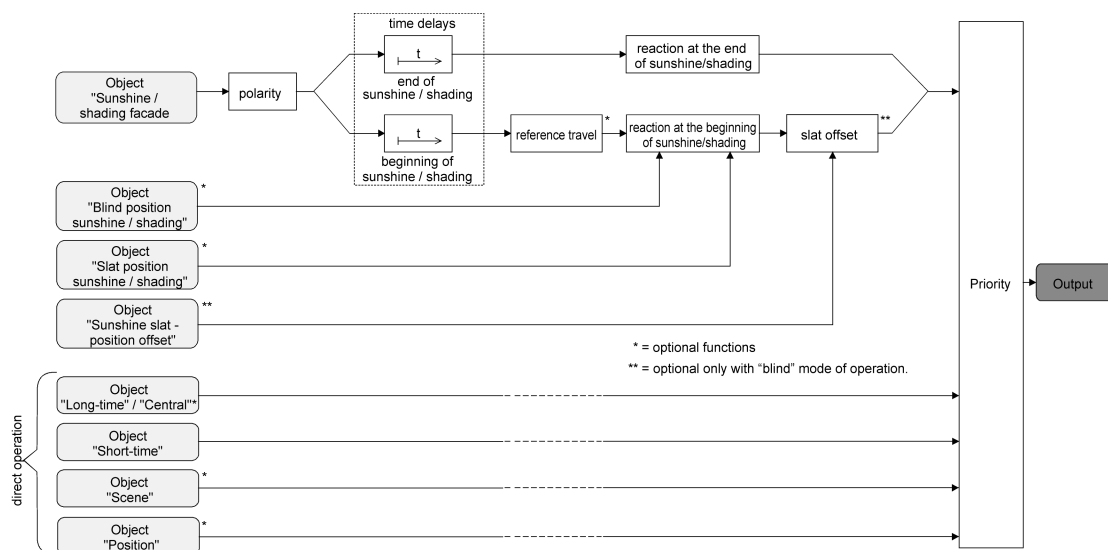 time delays
t
end of
sunshine / shading
reaction at the end
of sunshine/shading
Object
"Sunshine /
shading facade
polarity
t
beginning of
sunshine / shading
reference travel
*
reaction at the beginning
of sunshine/shading
slat offset
**
Object
"Blind position
sunshine / shading"
*
Object
"Slat position
sunshine / shading"
*
Object
"Sunshine slat -
position offset"
**
Priority
Output
* = optional functions
** = optional only with “blind” mode of operation.
direct operation
Object
"Long-time" / "Central"*
Object
"Short-time"
Object
"Scene"
*
Object
"Position"
*